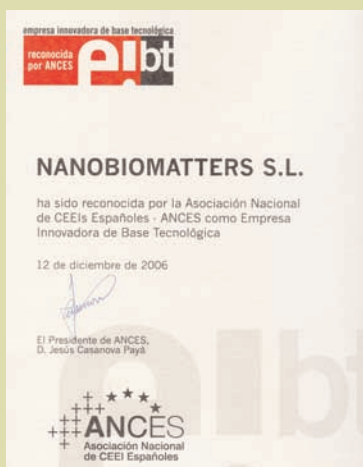 empresa innovadora de base tecnológica
reconocida
por ANCES
eibt
NANOBIOMATTERS S.L.
ha sido reconocida por la Asociación Nacional
de CEEIs Españoles - ANCES como Empresa
Innovadora de Base Tecnológica
12 de diciembre de 2006
El Presidente de ANCES,
D. Jesús Casanova Payá
ANCES
Asociación Nacional
de CEEI Españoles